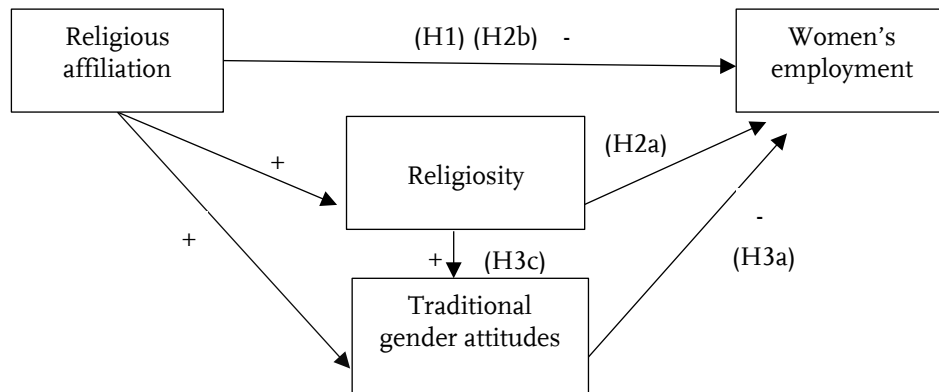 Religious
affiliation
(H1) (H2b) -
Women's
employment
+
Religiosity
(H2a)
+
+ (H3c)
-
(H3a)
Traditional
gender attitudes